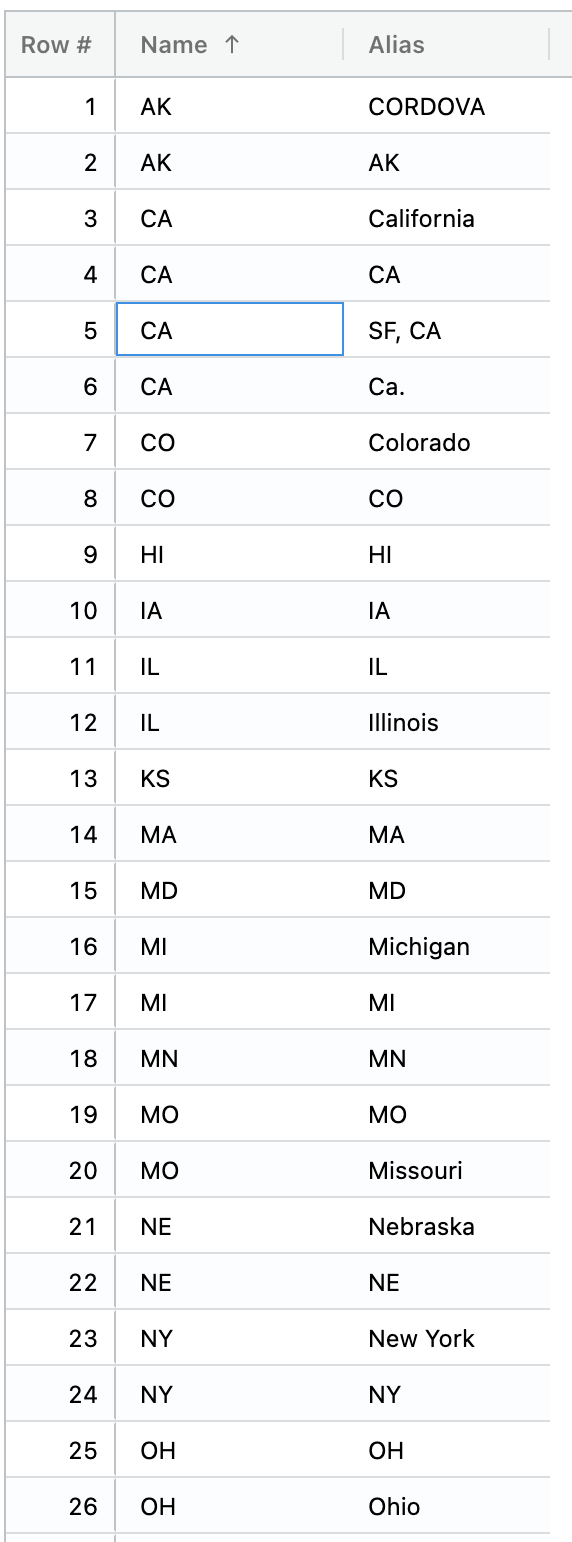 Row # Name ↑ Alias
1 AK CORDOVA
2 AK AK
3 CA California
4 CA CA
5 CA SF, CA
6 CA Ca.
7 CO Colorado
8 CO CO
9 HI HI
10 IA IA
11 IL IL
12 IL Illinois
13 KS KS
14 MA MA
15 MD MD
16 MI Michigan
17 MI MI
18 MN MN
19 MO MO
20 MO Missouri
21 NE Nebraska
22 NE NE
23 NY New York
24 NY NY
25 OH OH
26 OH Ohio